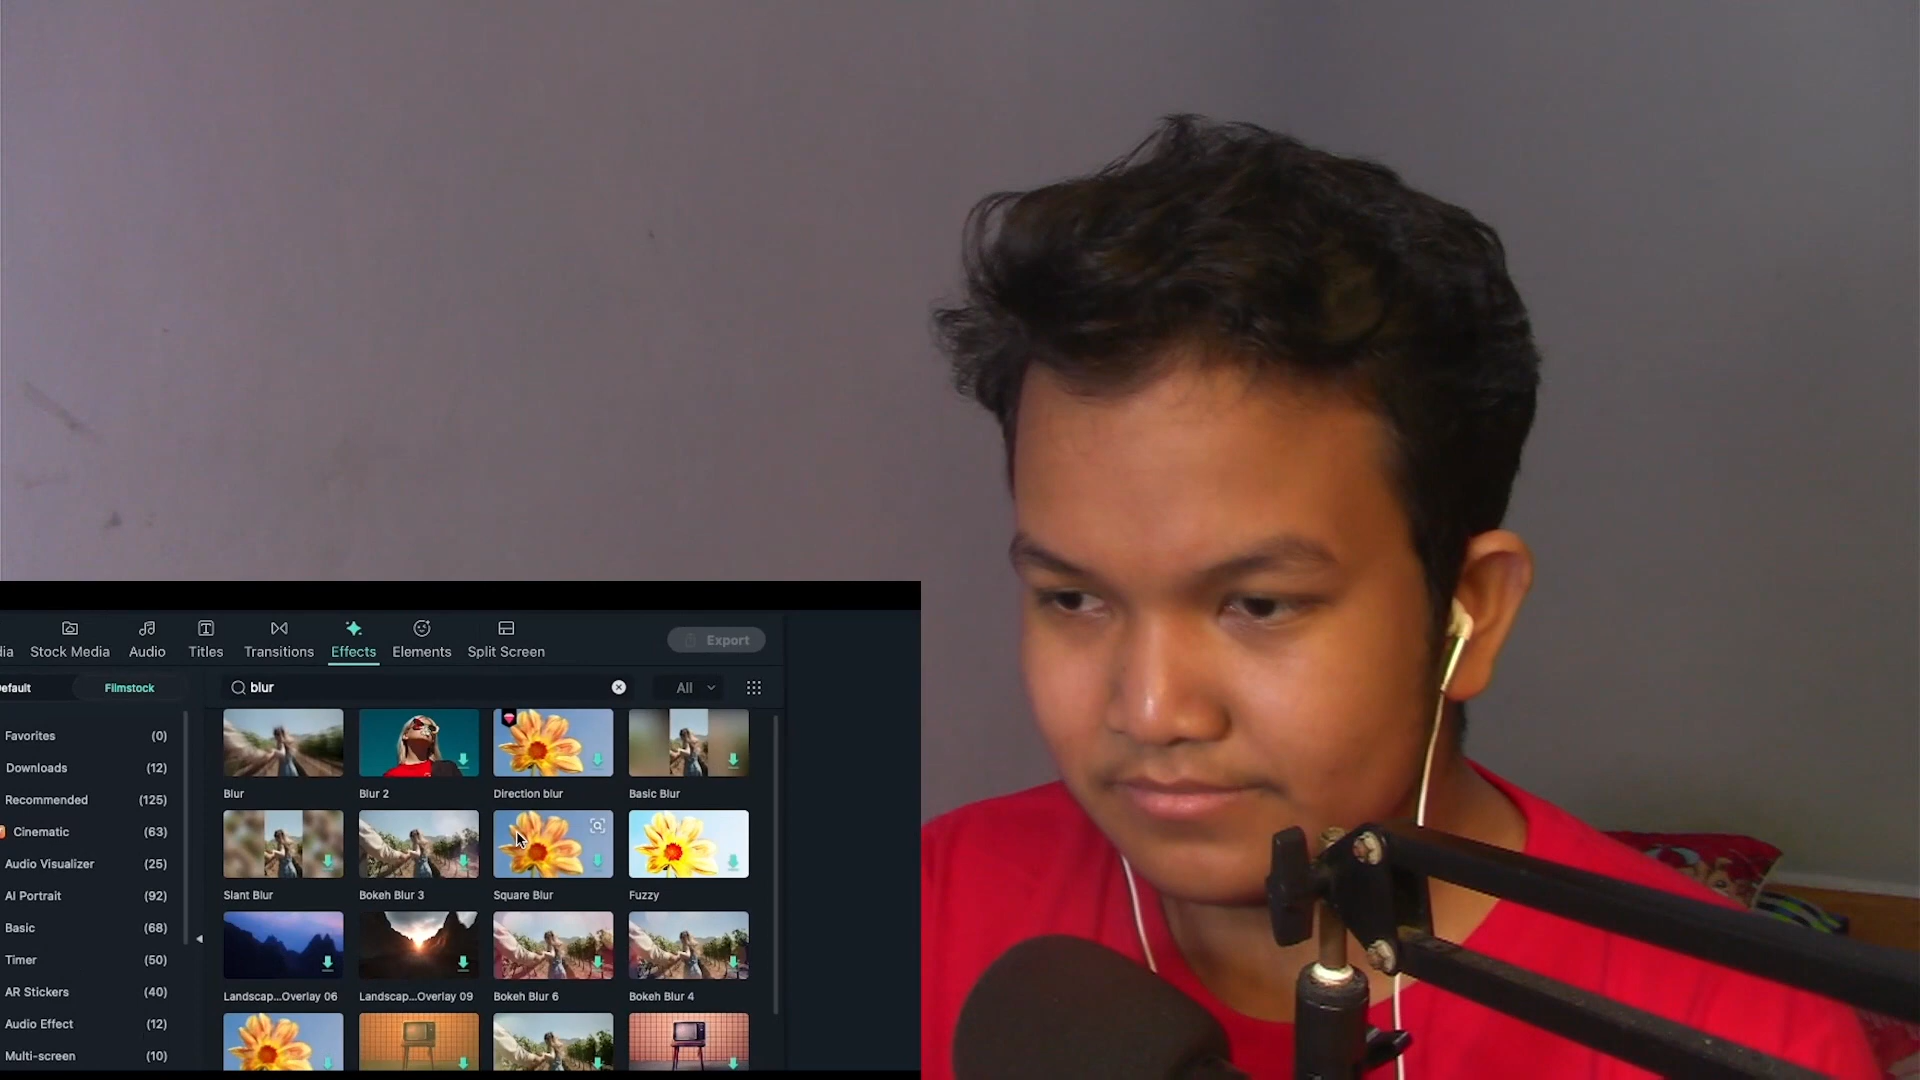 dia Stock Media Audio Titles Transitions Effects Elements Split Screen Export
efault Filmstock blur All
Favorites (0)
Downloads (12)
Recommended (125)
Cinematic (63)
Audio Visualizer (25)
AI Portrait (92)
Basic (68)
Timer (50)
AR Stickers (40)
Audio Effect (12)
Multi-screen (10)
Blur Blur 2 Direction blur Basic Blur
Slant Blur Bokeh Blur 3 Square Blur Fuzzy
Landscap...Overlay 06 Landscap...Overlay 09 Bokeh Blur 6 Bokeh Blur 4